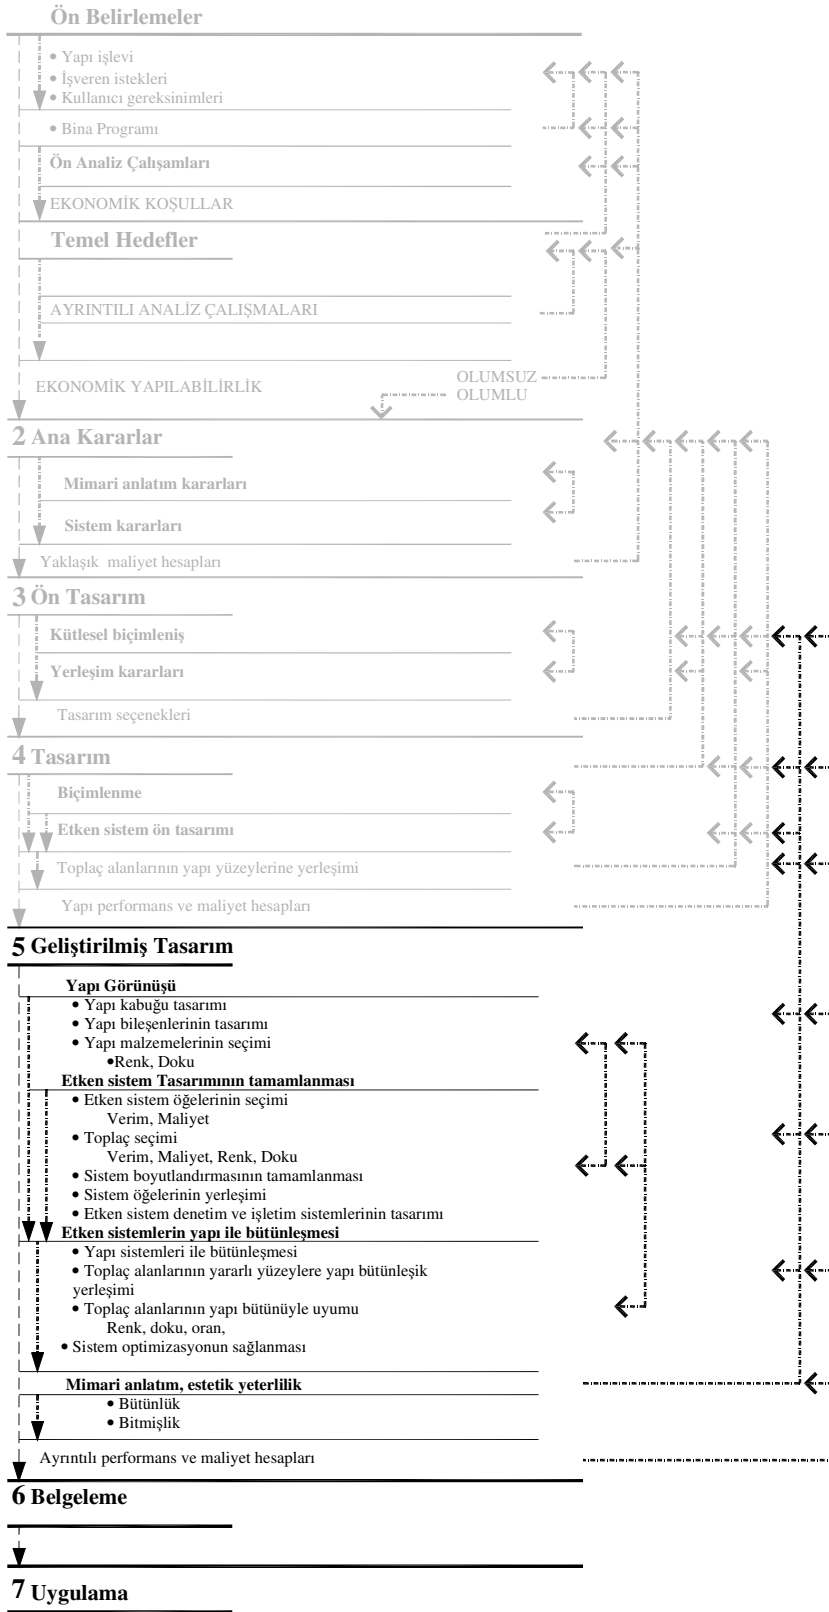 Ön Belirlemeler
• Yapı işlevi
• İşveren istekleri
• Kullanıcı gereksinimleri
• Bina Programı
Ön Analiz Çalışamları
EKONOMİK KOŞULLAR
Temel Hedefler
AYRINTILI ANALİZ ÇALIŞMALARI
EKONOMİK YAPILABİLİRLİK
OLUMSUZ
OLUMLU
2 Ana Kararlar
Mimari anlatım kararları
Sistem kararları
Yaklaşık maliyet hesapları
3 Ön Tasarım
Kütlesel biçimleniş
Yerleşim kararları
Tasarım seçenekleri
4 Tasarım
Biçimlenme
Etken sistem ön tasarımı
Toplaç alanlarının yapı yüzeylerine yerleşimi
Yapı performans ve maliyet hesapları
5 Geliştirilmiş Tasarım
Yapı Görünüşü
• Yapı kabuğu tasarımı
• Yapı bileşenlerinin tasarımı
• Yapı malzemelerinin seçimi
•Renk, Doku
Etken sistem Tasarımının tamamlanması
• Etken sistem öğelerinin seçimi
Verim, Maliyet
• Toplaç seçimi
Verim, Maliyet, Renk, Doku
• Sistem boyutlandırmasının tamamlanması
• Sistem öğelerinin yerleşimi
• Etken sistem denetim ve işletim sistemlerinin tasarımı
Etken sistemlerin yapı ile bütünleşmesi
• Yapı sistemleri ile bütünleşmesi
• Toplaç alanlarının yararlı yüzeylere yapı bütünleşik
yerleşimi
• Toplaç alanlarının yapı bütünüyle uyumu
Renk, doku, oran,
• Sistem optimizasyonun sağlanması
Mimari anlatım, estetik yeterlilik
• Bütünlük
• Bitmişlik
Ayrıntılı performans ve maliyet hesapları
6 Belgeleme
7 Uygulama